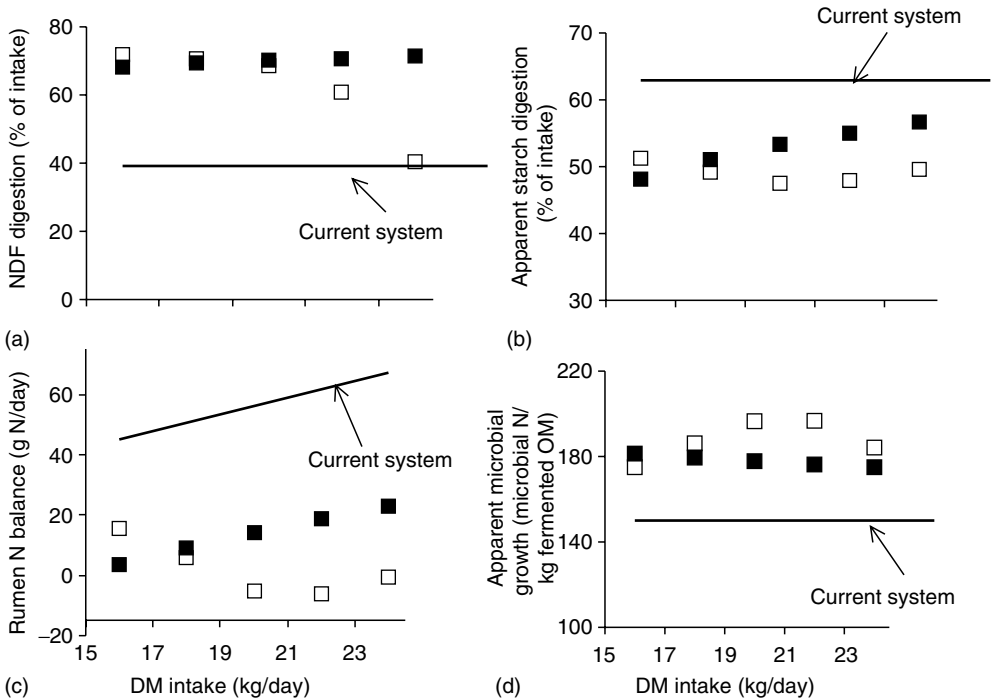 80
60
40
20
0
NDF digestion (% of intake)
Current system
(a)
70
60
50
40
30
Apparent starch digestion
(% of intake)
Current system
(b)
60
40
20
0
−20
Rumen N balance (g N/day)
Current system
15 17 19 21 23
(c)
DM intake (kg/day)
220
180
140
100
Apparent microbial
growth (microbial N/
kg fermented OM)
Current system
15 17 19 21 23
(d)
DM intake (kg/day)